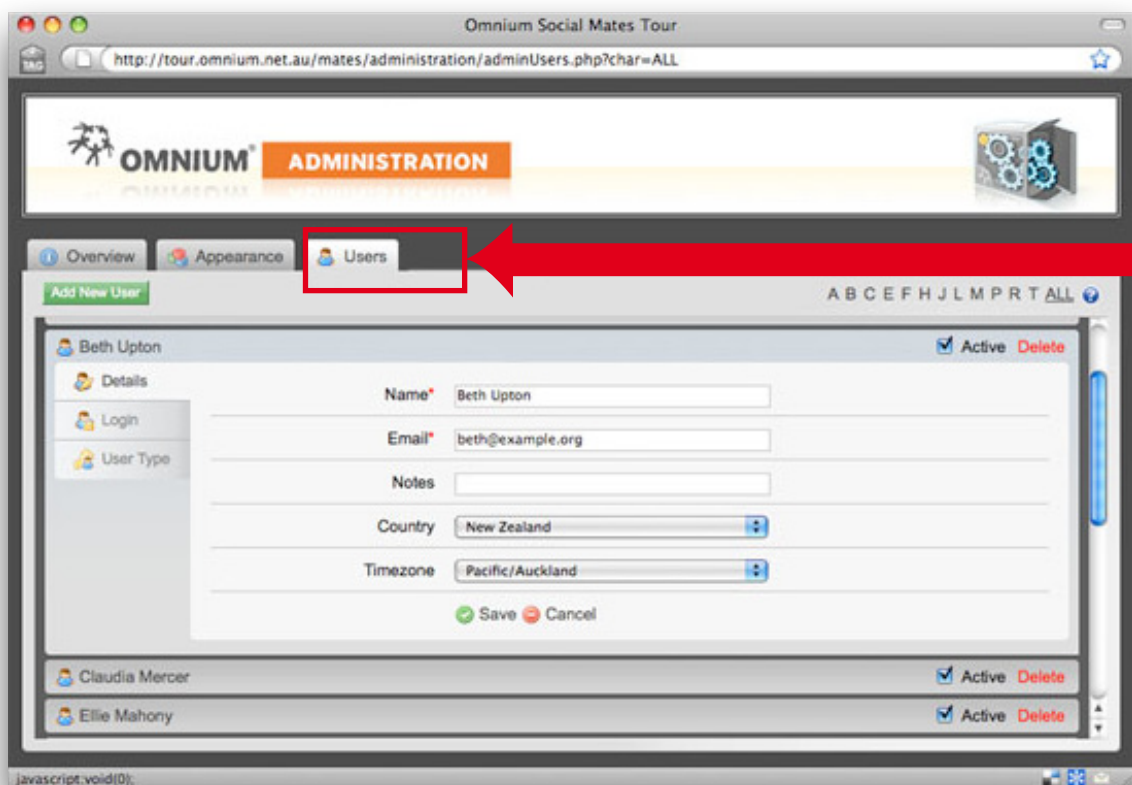 Omnium Social Mates Tour
TAG
http://tour.omnium.net.au/mates/administration/adminUsers.php?char=ALL
OMNIUM® ADMINISTRATION
Overview Appearance Users
Add New User A B C E F H J L M P R T ALL ?
Beth Upton Active Delete
Details
Login
User Type
Name* Beth Upton
Email* beth@example.org
Notes
Country New Zealand
Timezone Pacific/Auckland
Save Cancel
Claudia Mercer Active Delete
Ellie Mahony Active Delete
javascript:void(0);